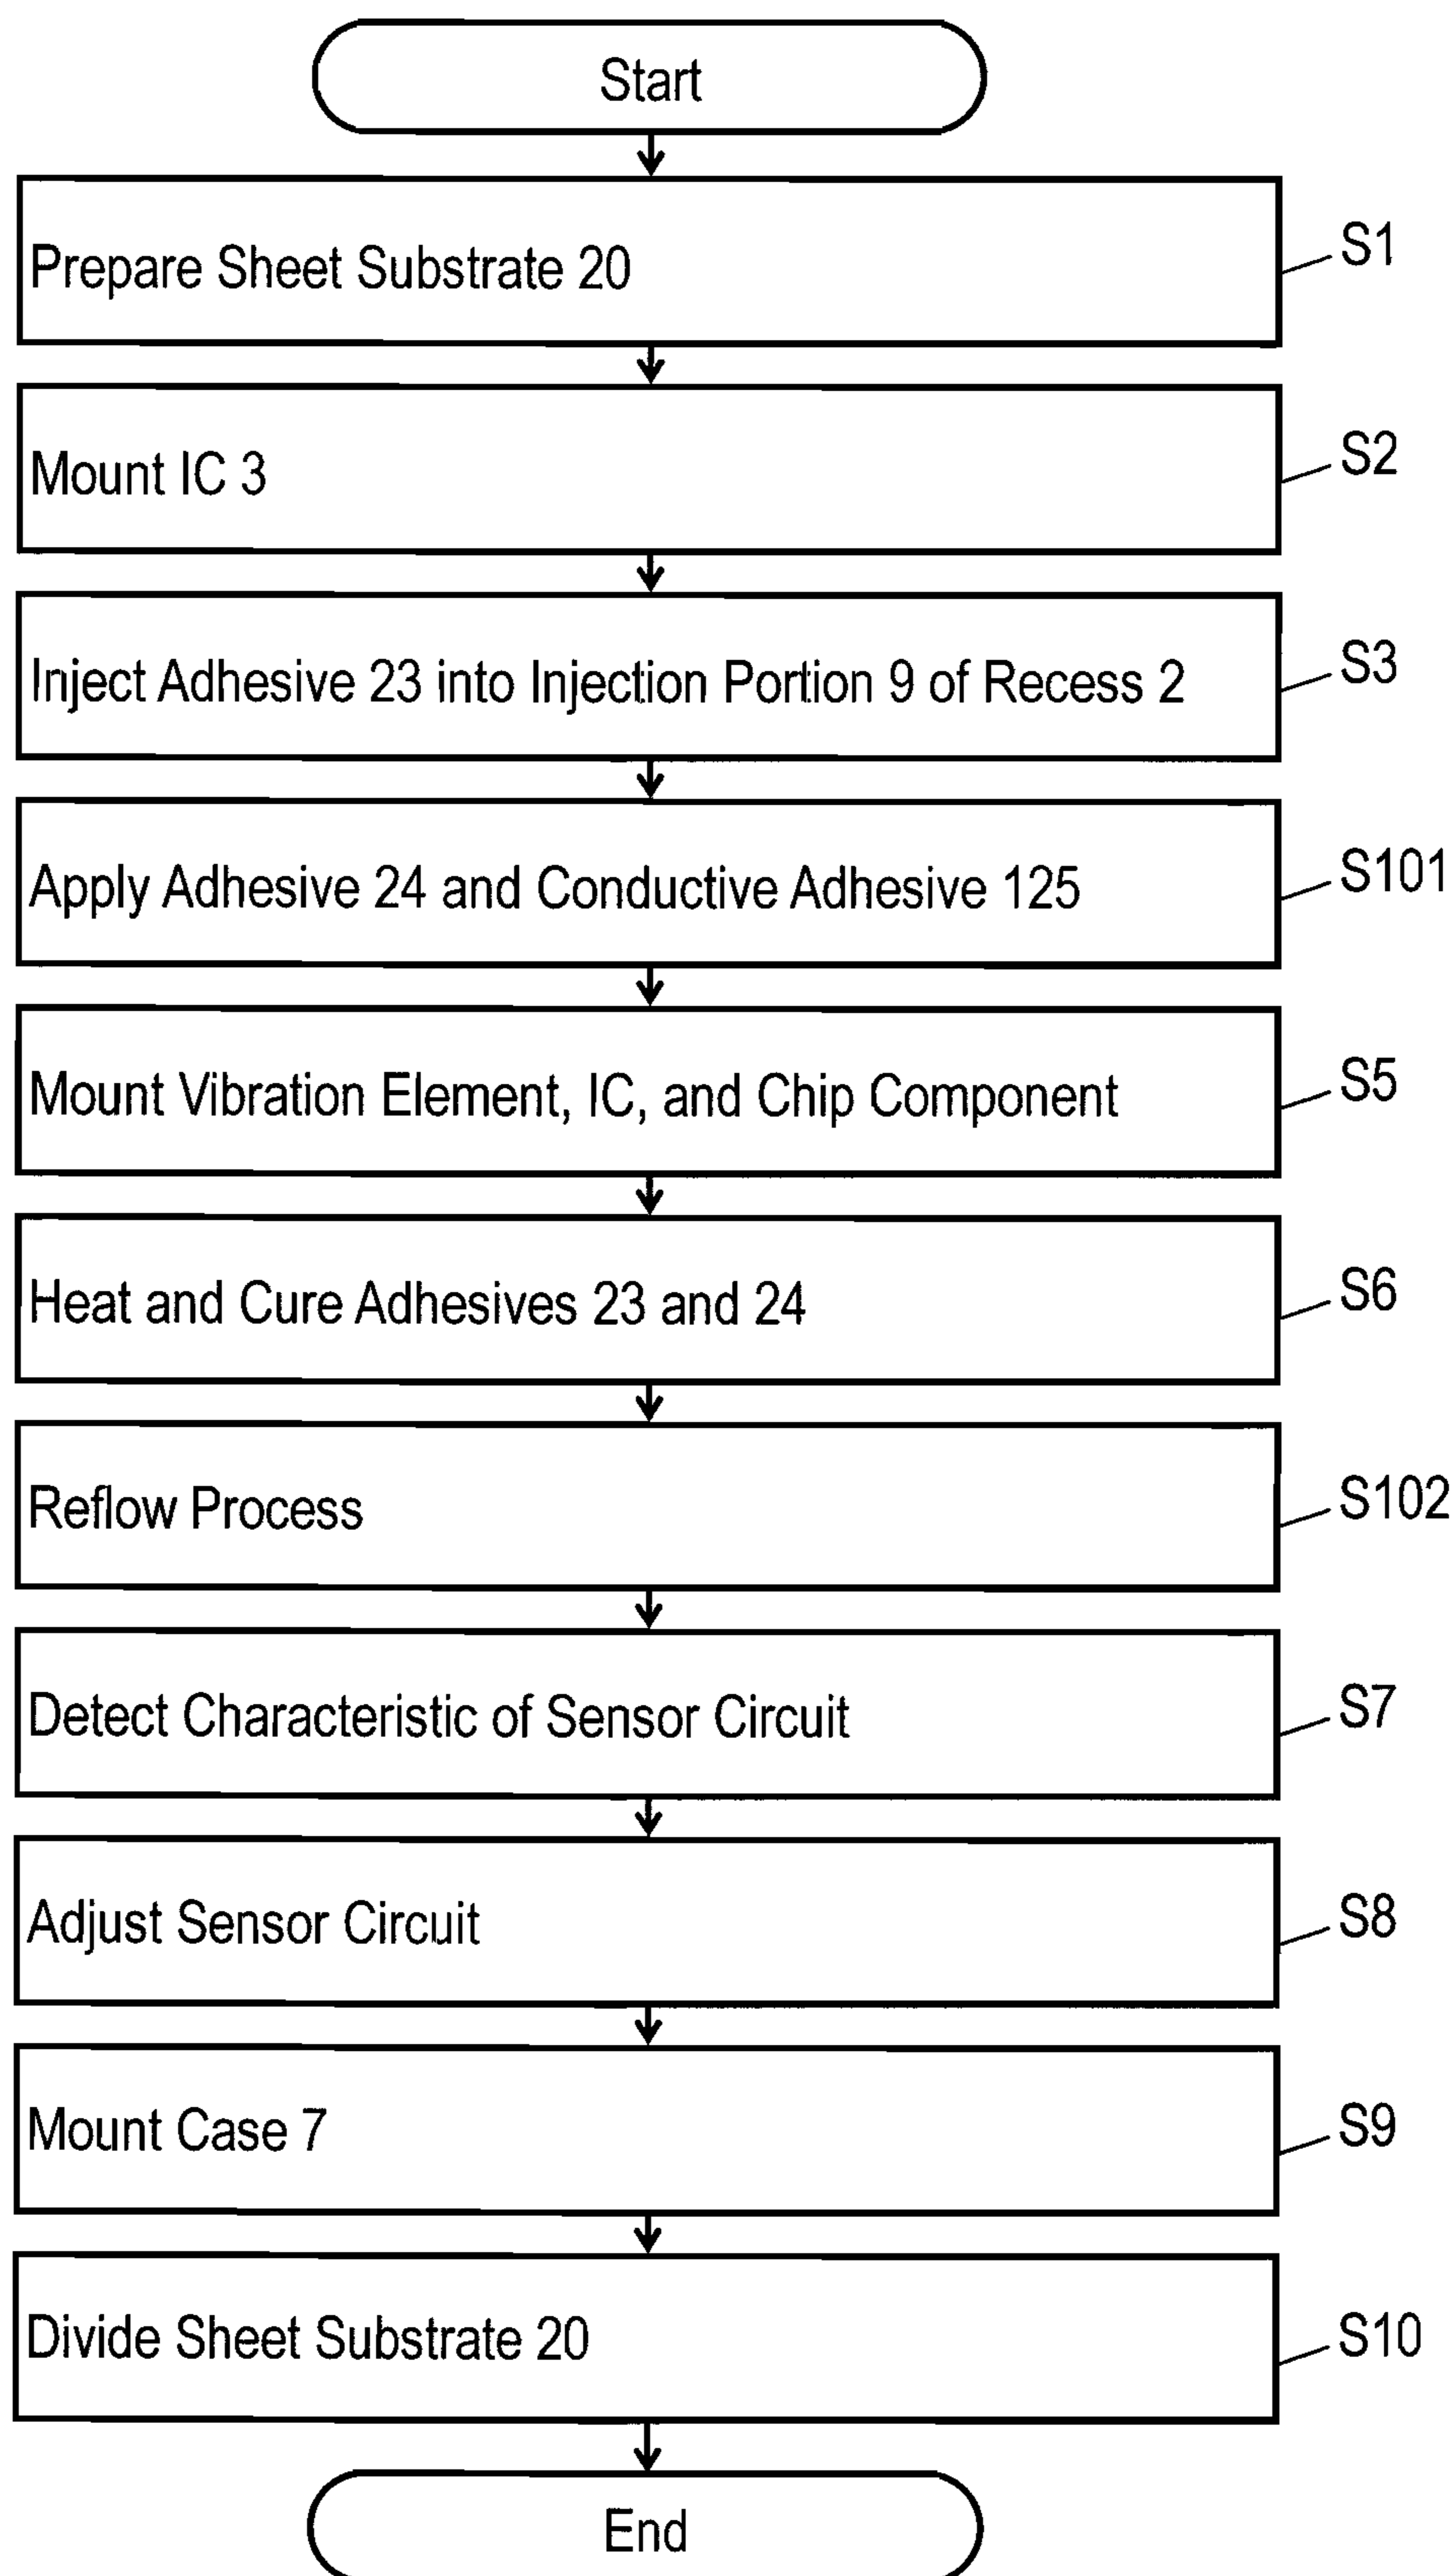 Start
Prepare Sheet Substrate 20
S1
Mount IC 3
S2
Inject Adhesive 23 into Injection Portion 9 of Recess 2
S3
Apply Adhesive 24 and Conductive Adhesive 125
S101
Mount Vibration Element, IC, and Chip Component
S5
Heat and Cure Adhesives 23 and 24
S6
Reflow Process
S102
Detect Characteristic of Sensor Circuit
S7
Adjust Sensor Circuit
S8
Mount Case 7
S9
Divide Sheet Substrate 20
S10
End